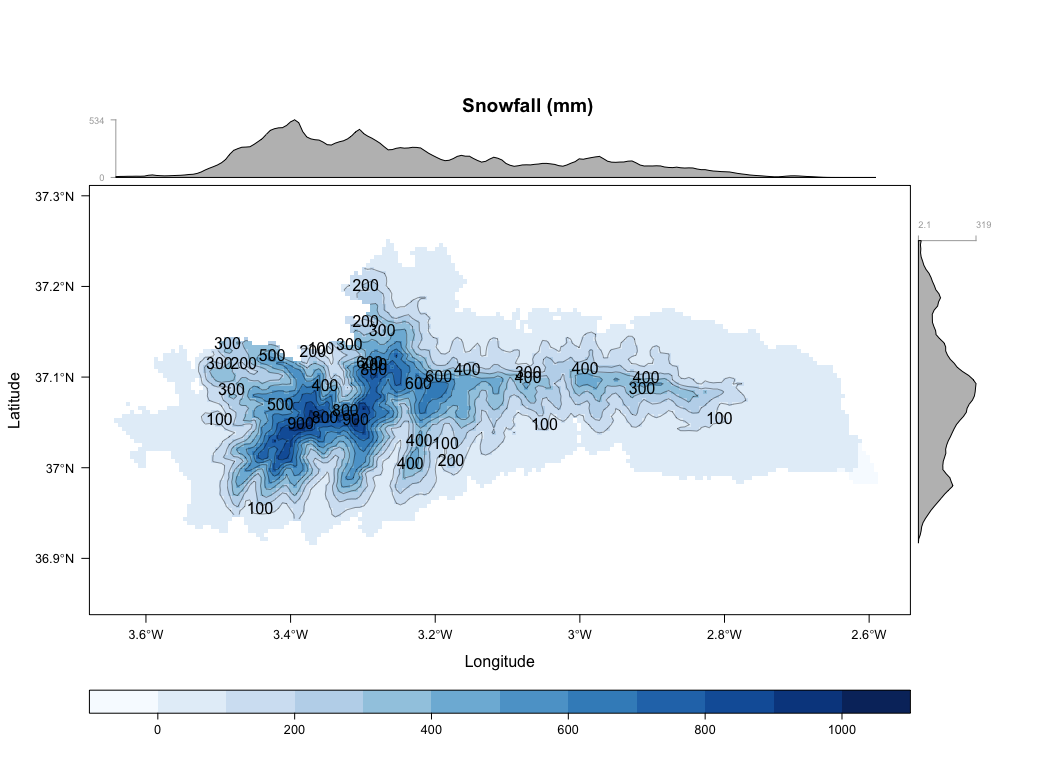 Snowfall (mm)
534
0
37.3°N
2.1 319
37.2°N
200
200
300
300 500 200 100 300
300 200 600
800
37.1°N
300 400 600 600 400 300 400 400 400 300
500
100 900 800 800 900 100 100
400 100
37°N
400 200
100
36.9°N
3.6°W 3.4°W 3.2°W 3°W 2.8°W 2.6°W
Latitude
Longitude
0 200 400 600 800 1000